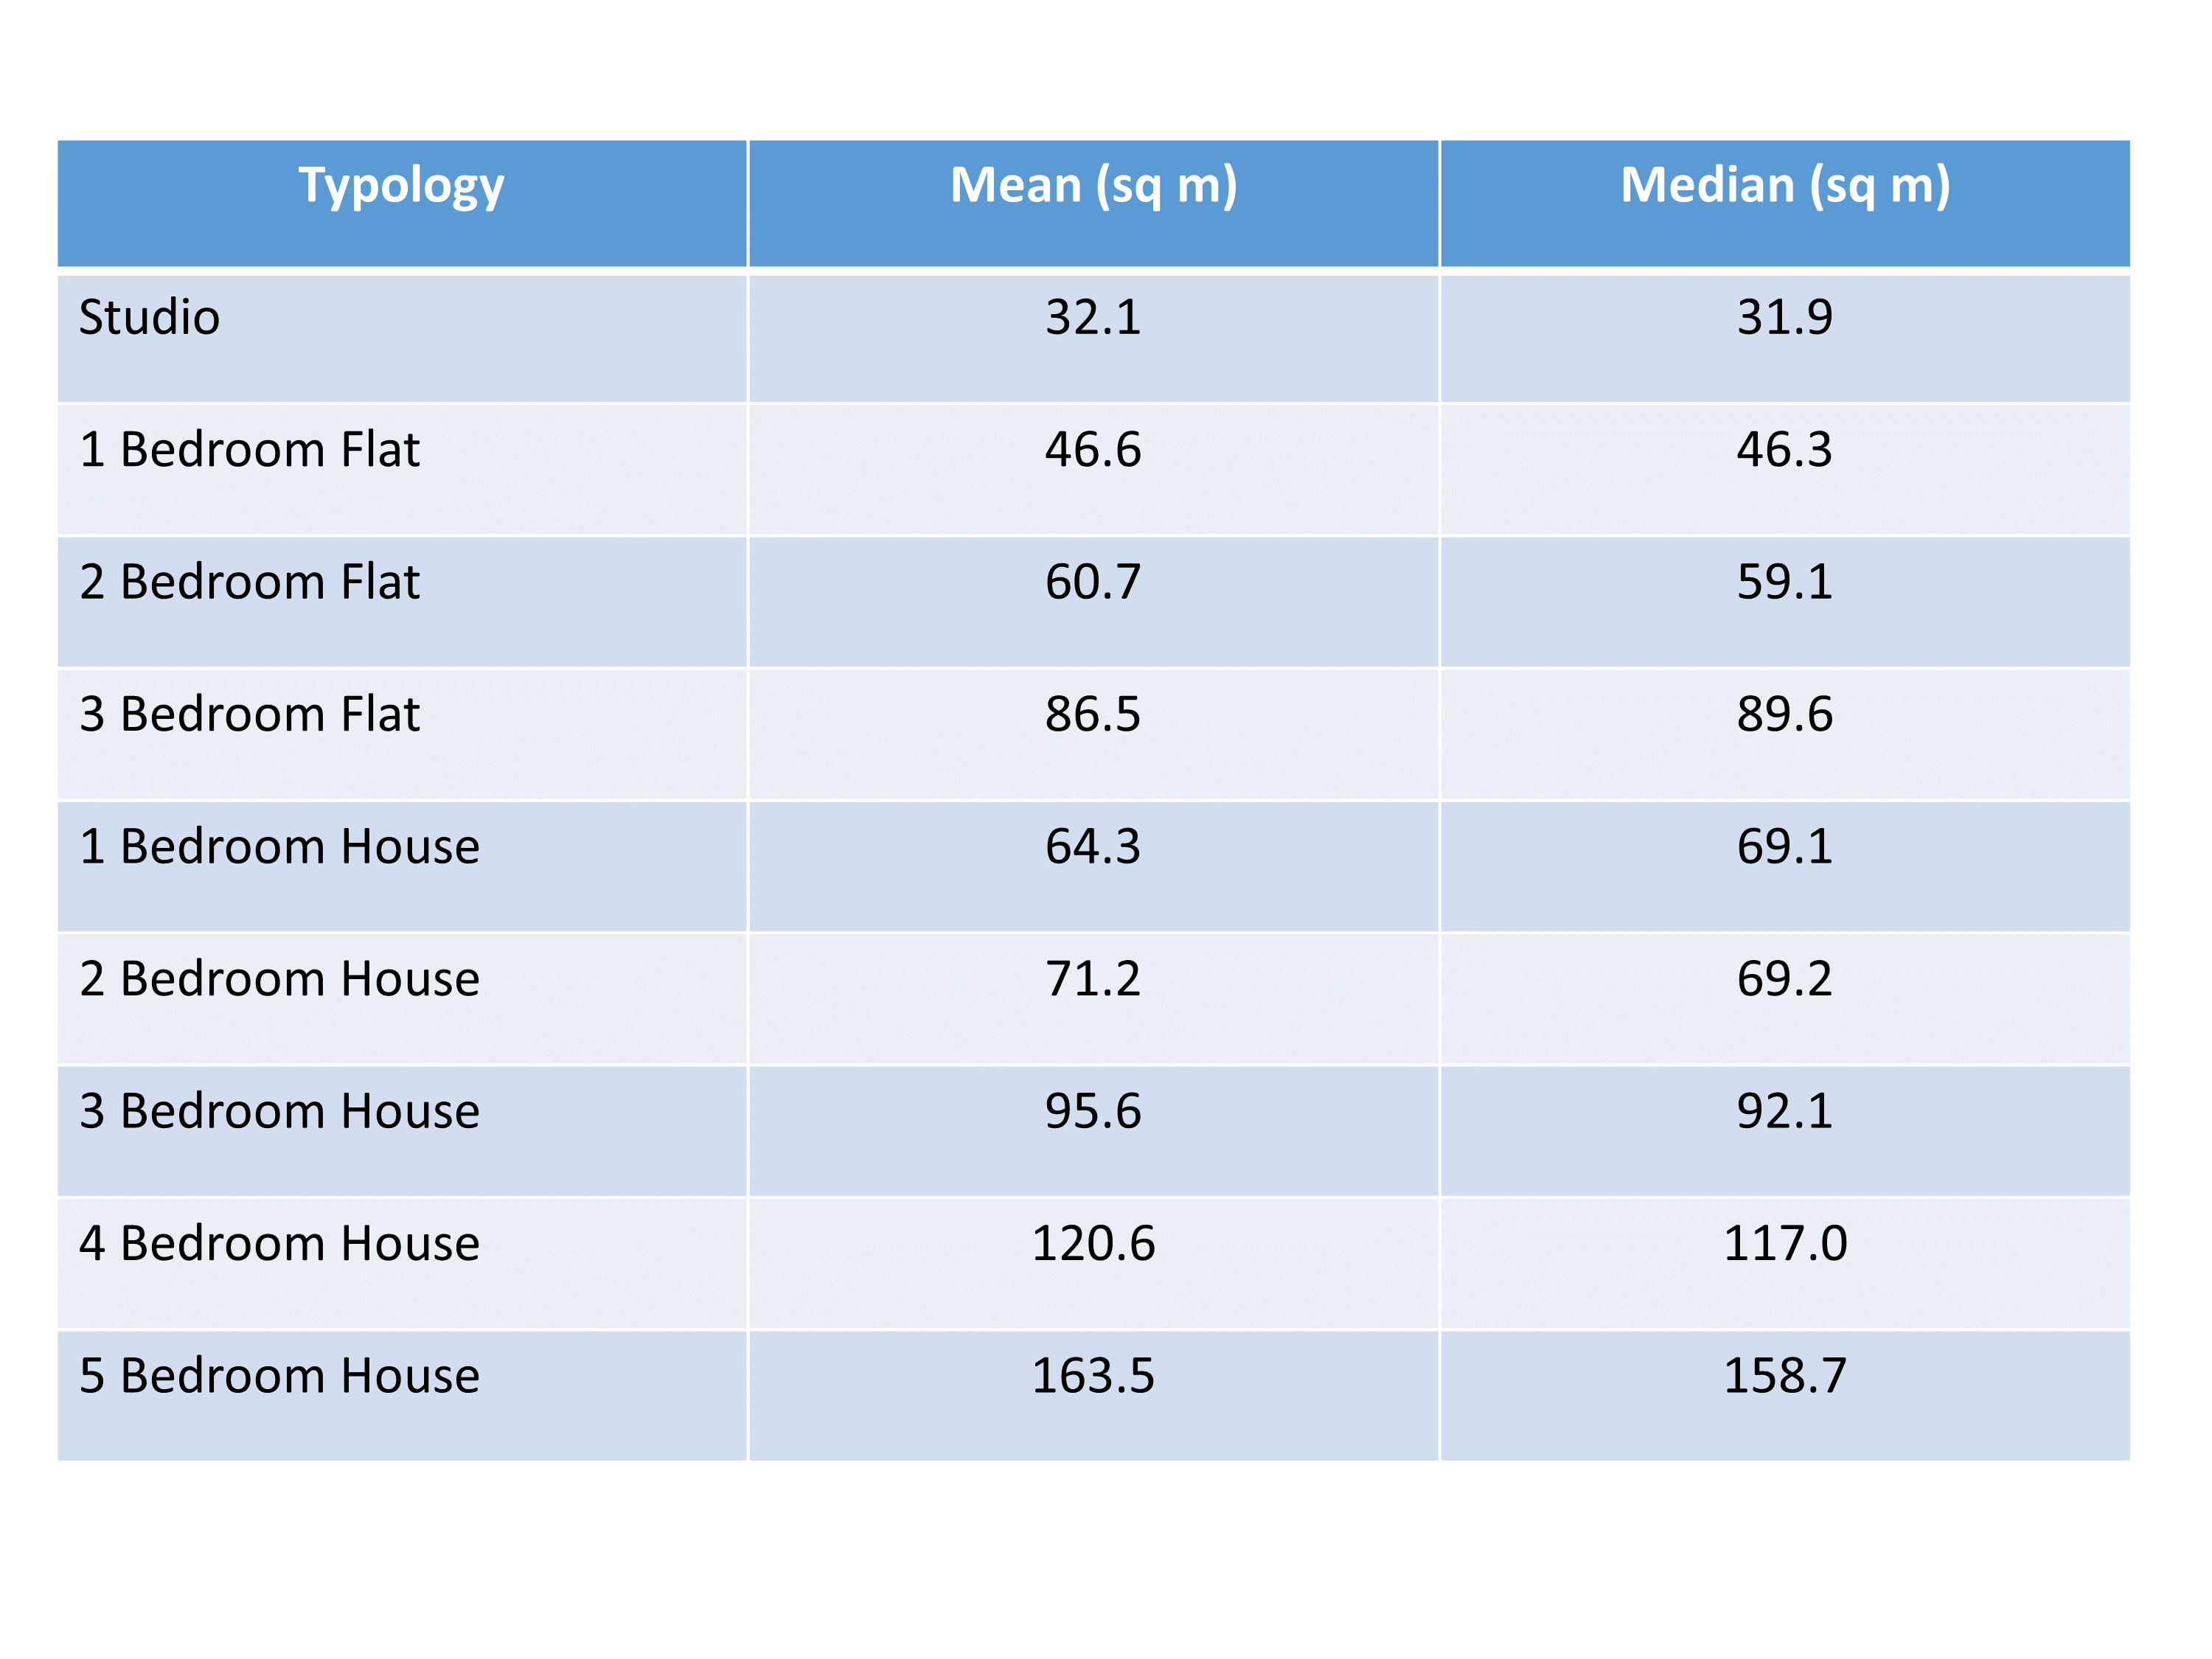 Typology Mean (sq m) Median (sq m)
Studio 32.1 31.9
1 Bedroom Flat 46.6 46.3
2 Bedroom Flat 60.7 59.1
3 Bedroom Flat 86.5 89.6
1 Bedroom House 64.3 69.1
2 Bedroom House 71.2 69.2
3 Bedroom House 95.6 92.1
4 Bedroom House 120.6 117.0
5 Bedroom House 163.5 158.7